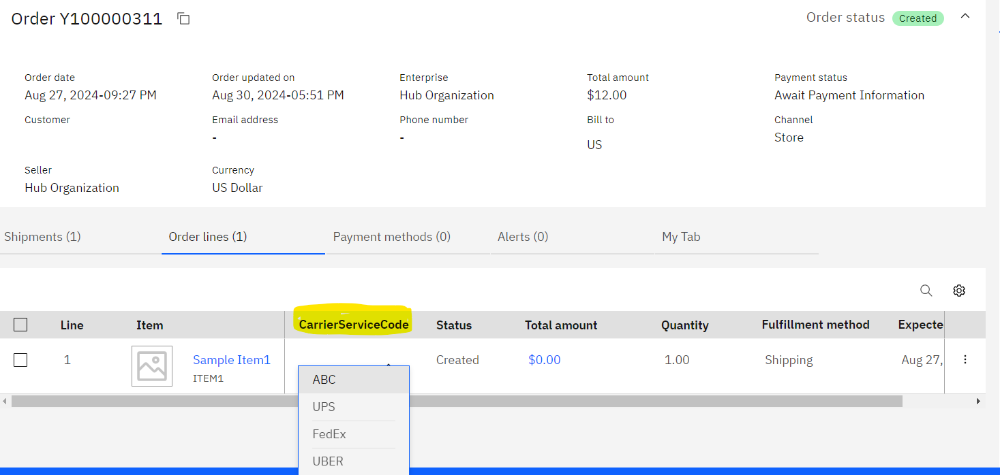 Order Y100000311
Order status Created
Order date Order updated on Enterprise Total amount Payment status
Aug 27, 2024-09:27 PM Aug 30, 2024-05:51 PM Hub Organization $12.00 Await Payment Information
Customer Email address Phone number Bill to Channel
- - US Store
Seller Currency
Hub Organization US Dollar
Shipments (1) Order lines (1) Payment methods (0) Alerts (0) My Tab
Line Item CarrierServiceCode Status Total amount Quantity Fulfillment method Expecte
1 Sample Item1 Created $0.00 1.00 Shipping Aug 27,
ITEM1
ABC
UPS
FedEx
UBER